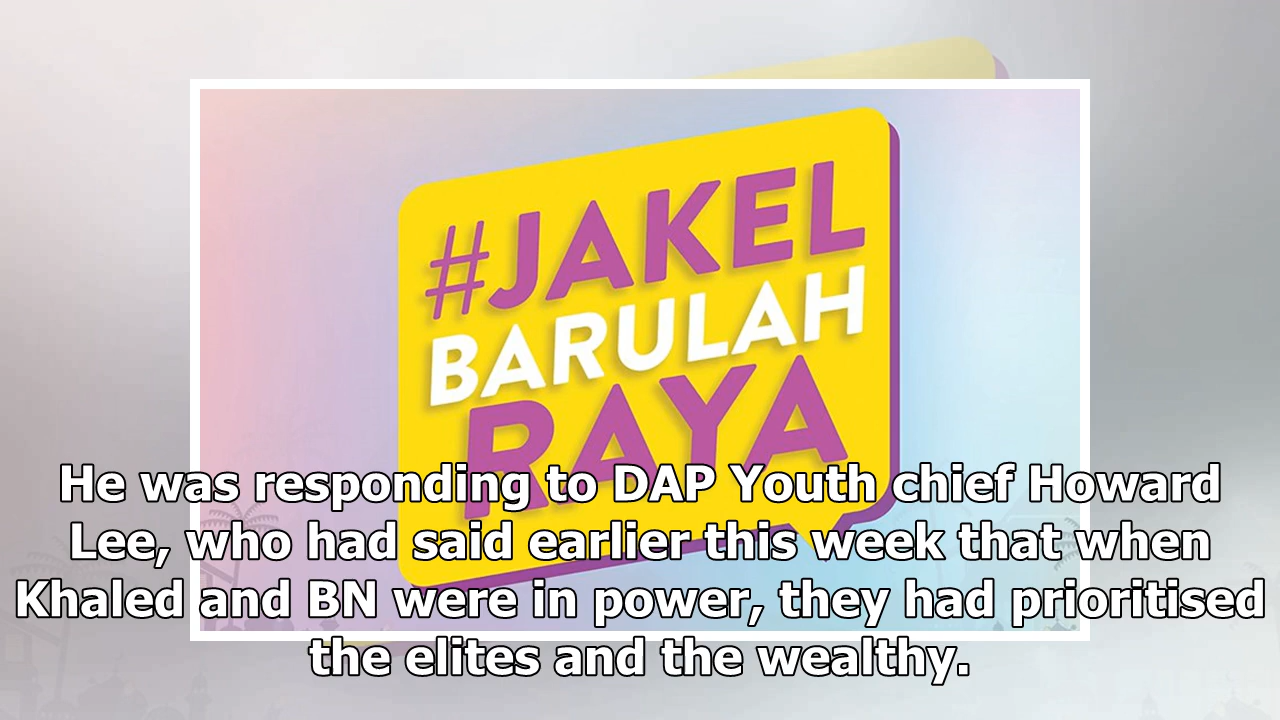 #JAKEL
BARULAH
RAYA
He was responding to DAP Youth chief Howard
Lee, who had said earlier this week that when
Khaled and BN were in power, they had prioritised
the elites and the wealthy.